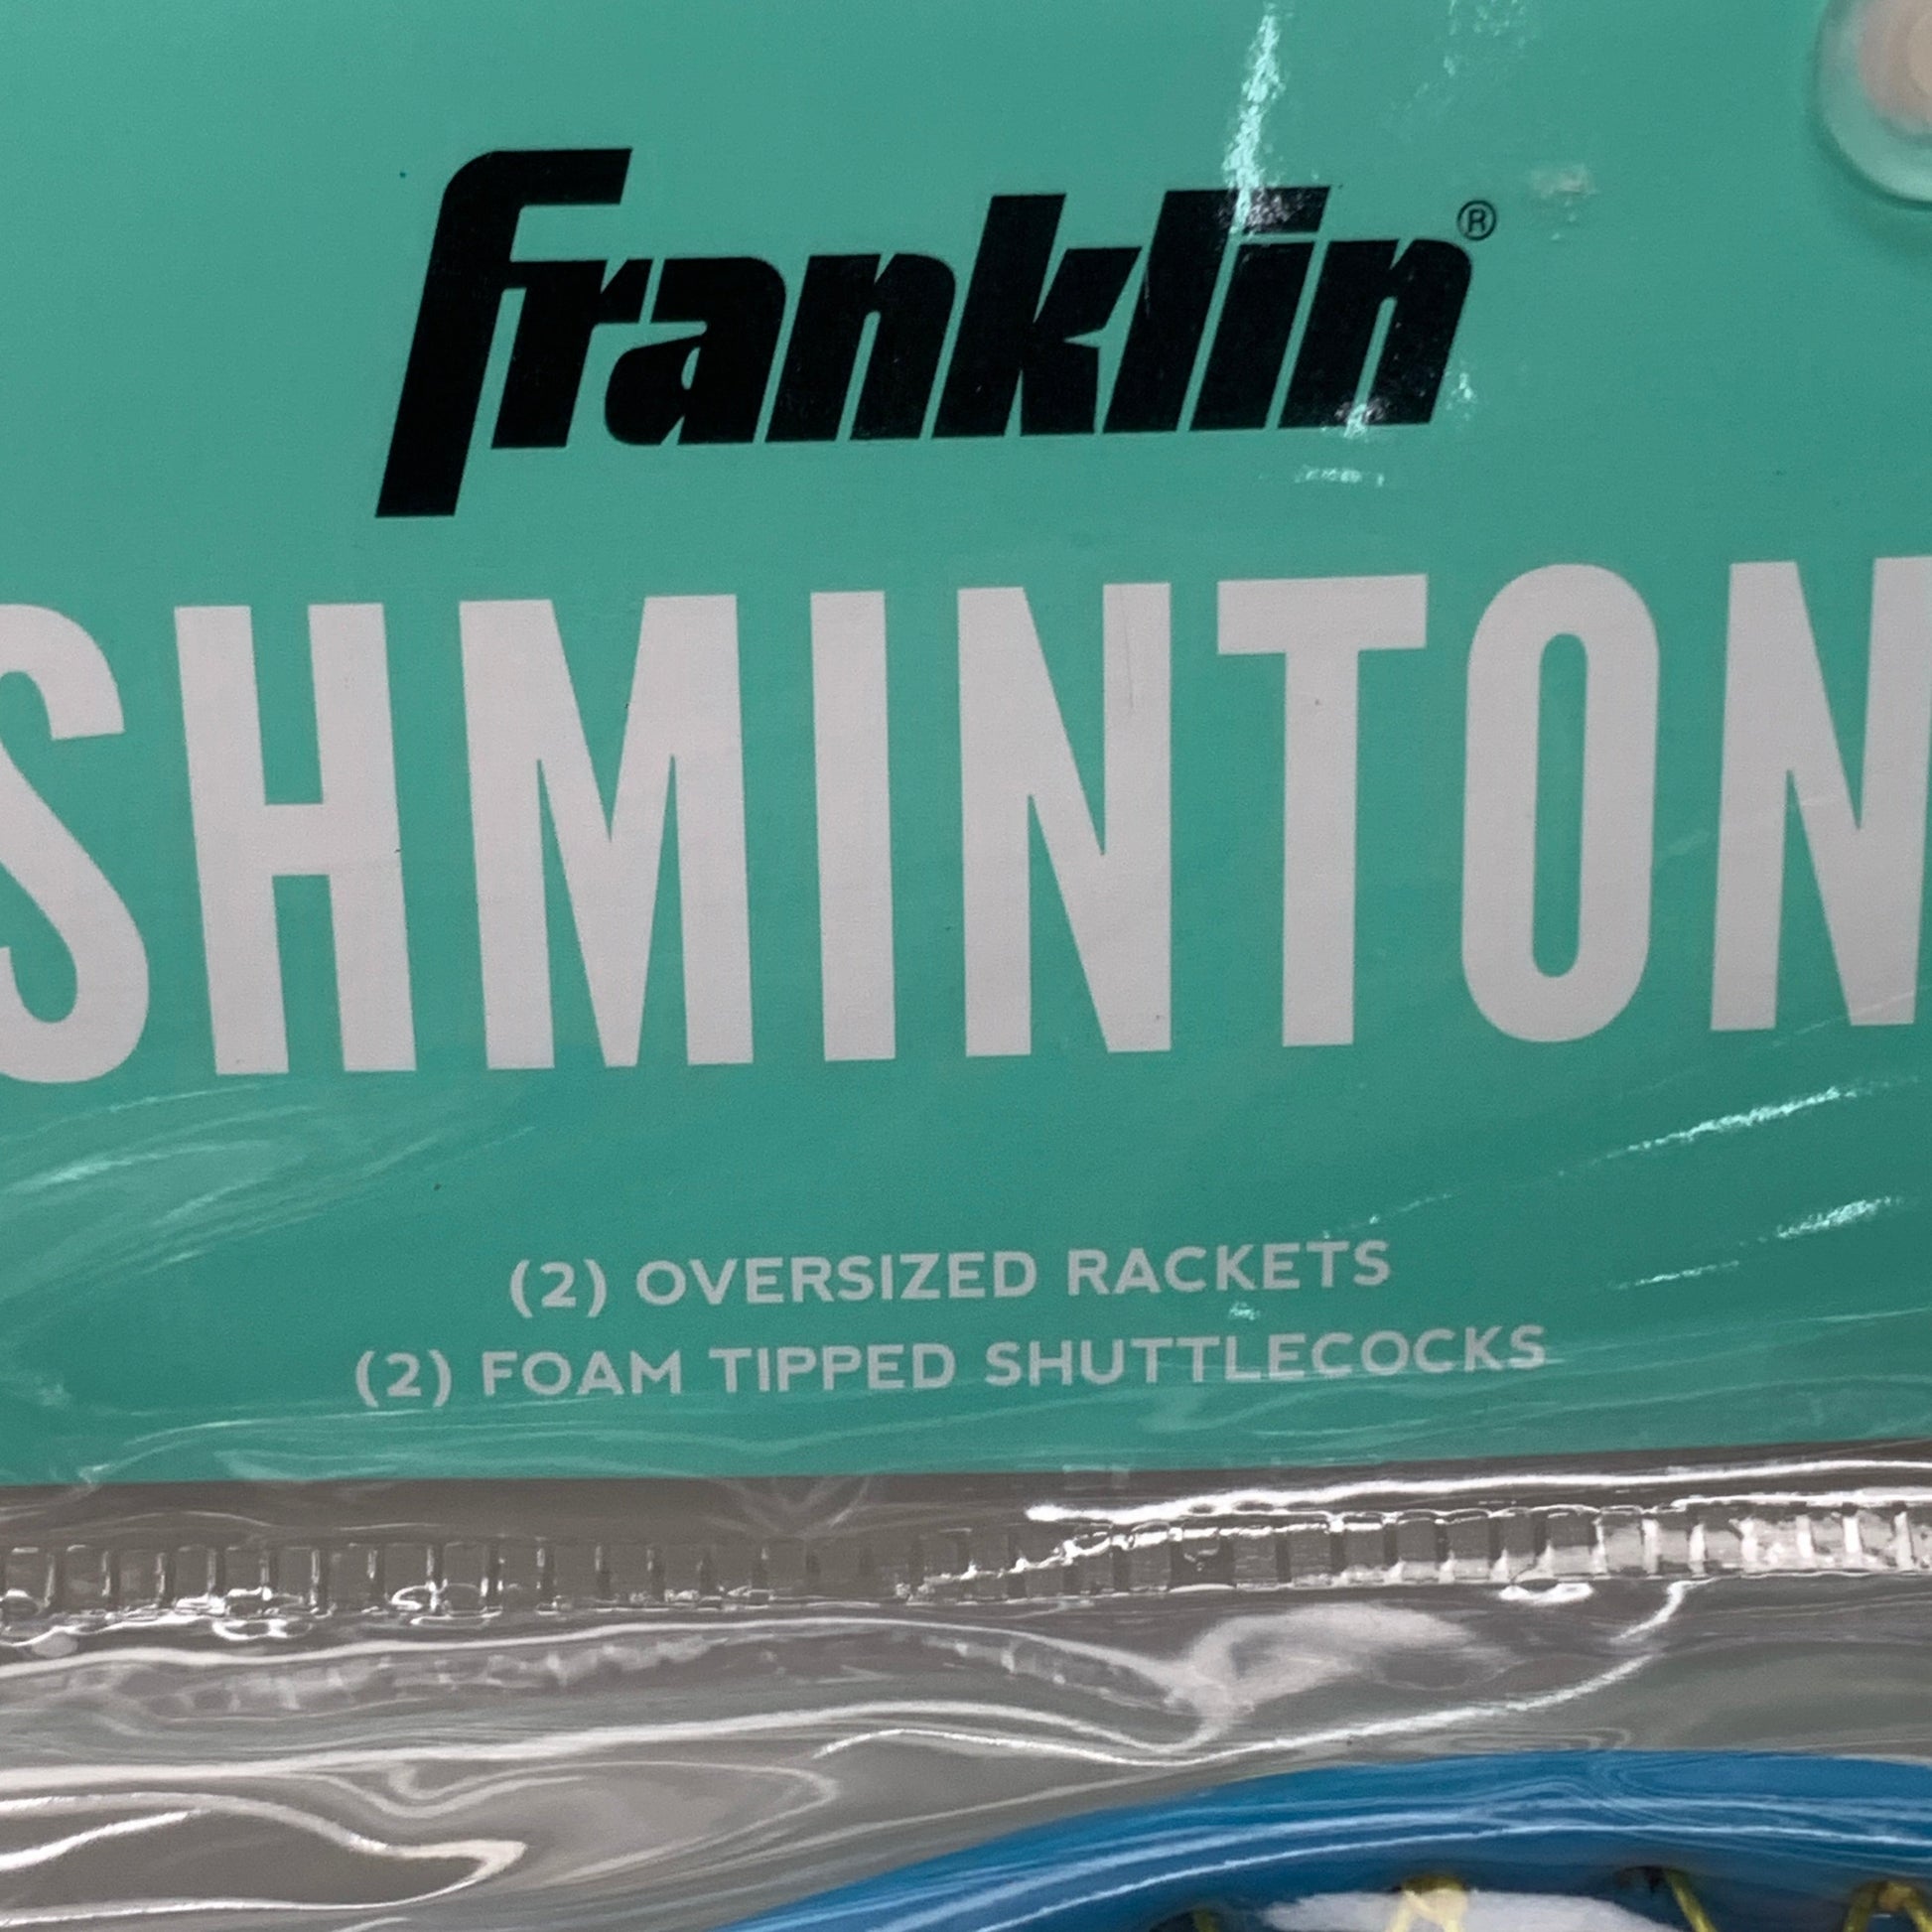 franklin®
SHMINTON
(2) OVERSIZED RACKETS
(2) FOAM TIPPED SHUTTLECOCKS